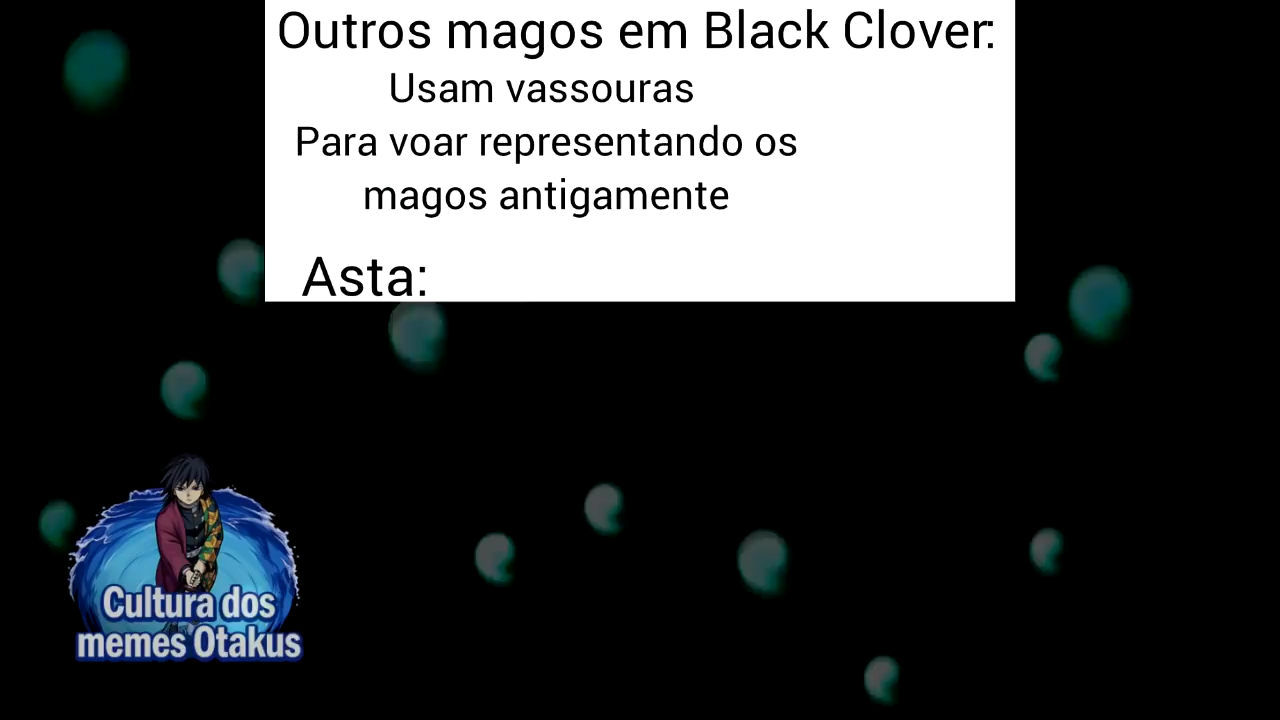 Outros magos em Black Clover:
Usam vassouras
Para voar representando os
magos antigamente
Asta:
Cultura dos
memes Otakus